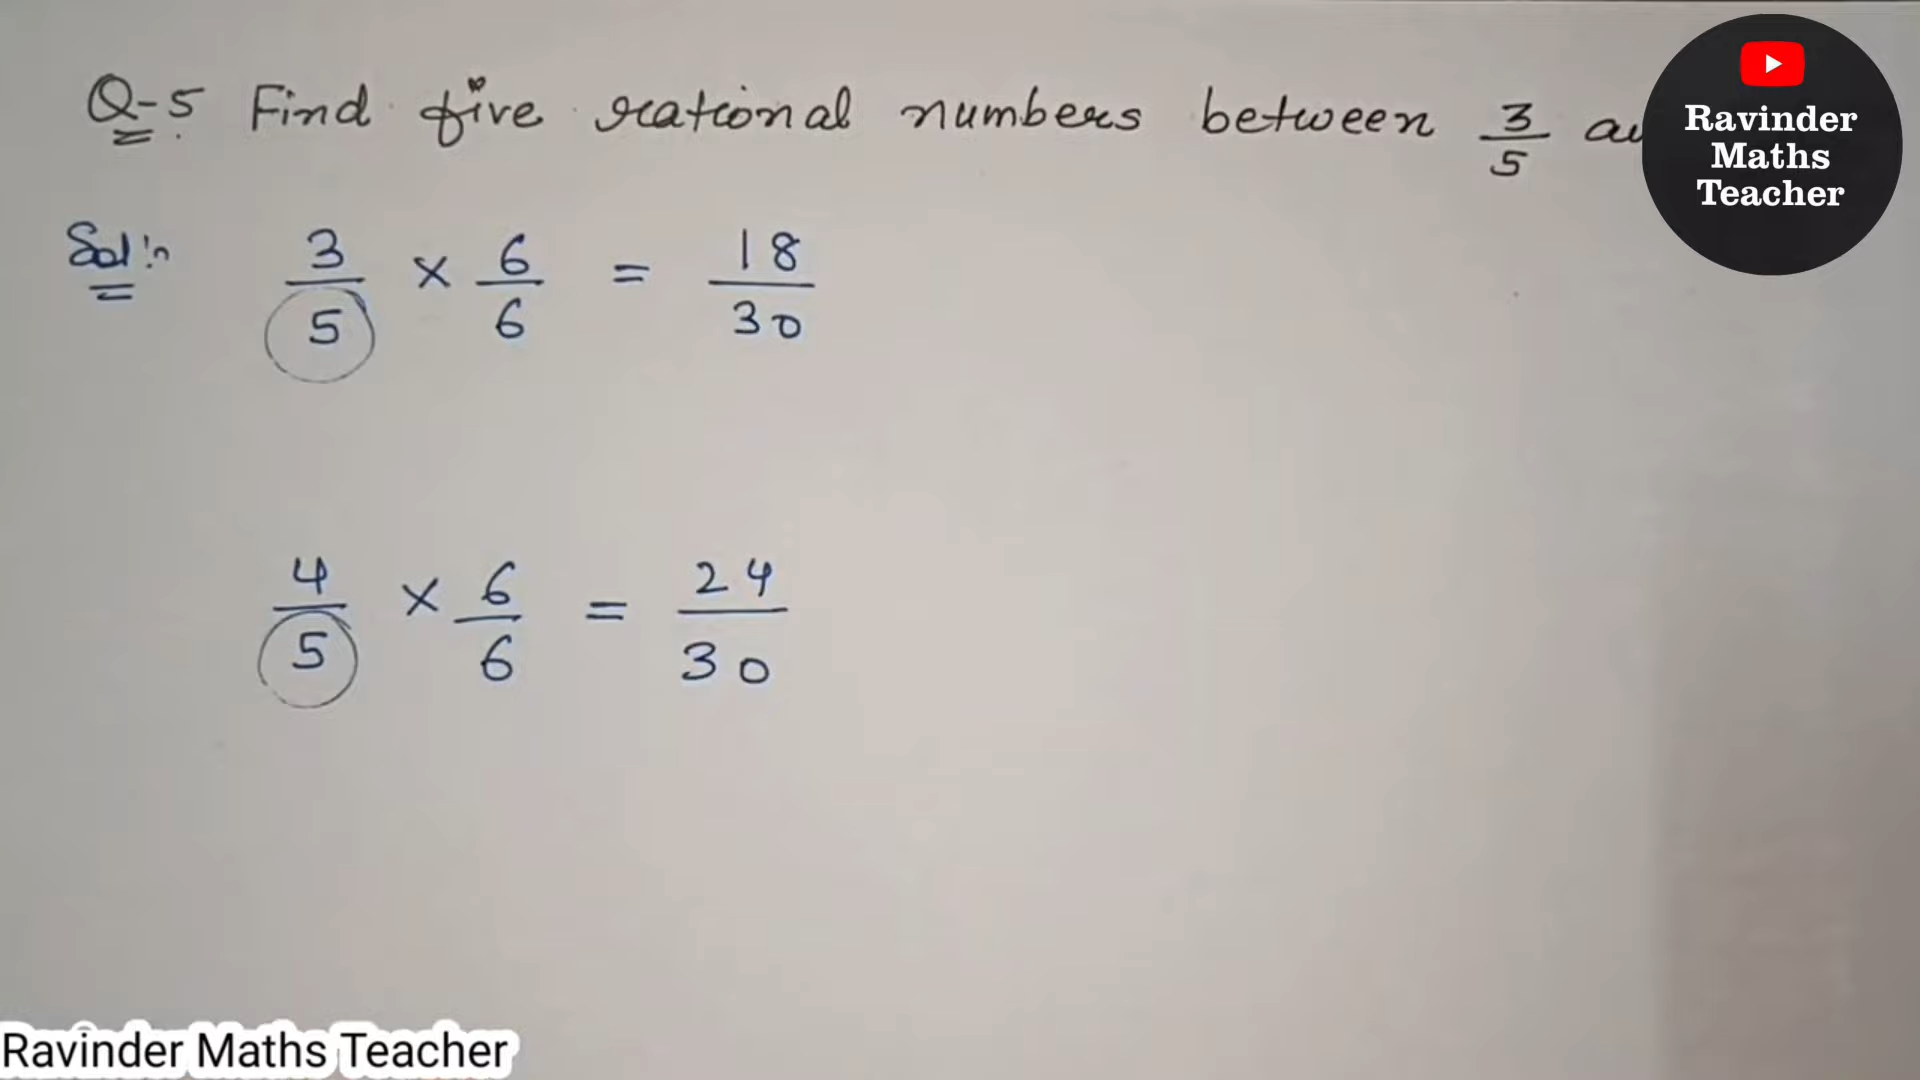 Q-5. Find five rational numbers between 3/5
Ravinder
Maths
Teacher
Sol:n 3/5 × 6/6 = 18/30
4/5 × 6/6 = 24/30
Ravinder Maths Teacher